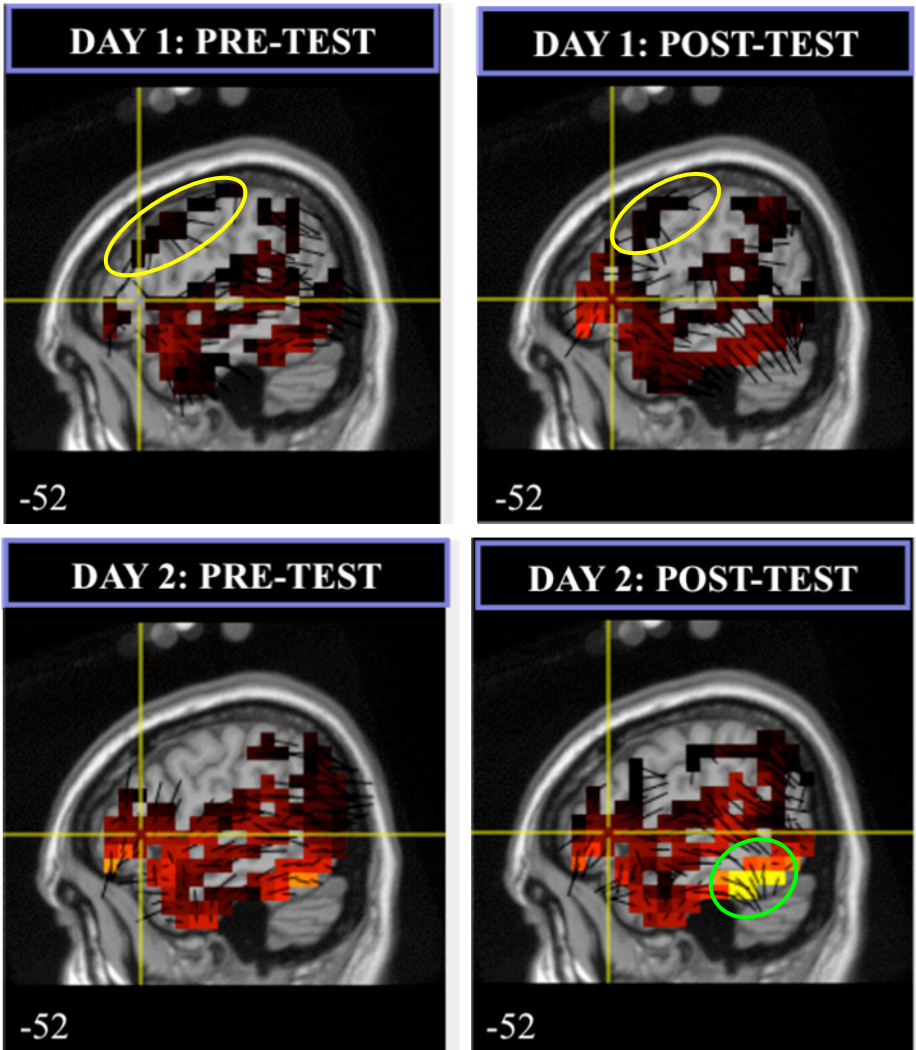 DAY 1: PRE-TEST
DAY 1: POST-TEST
-52
-52
DAY 2: PRE-TEST
DAY 2: POST-TEST
-52
-52